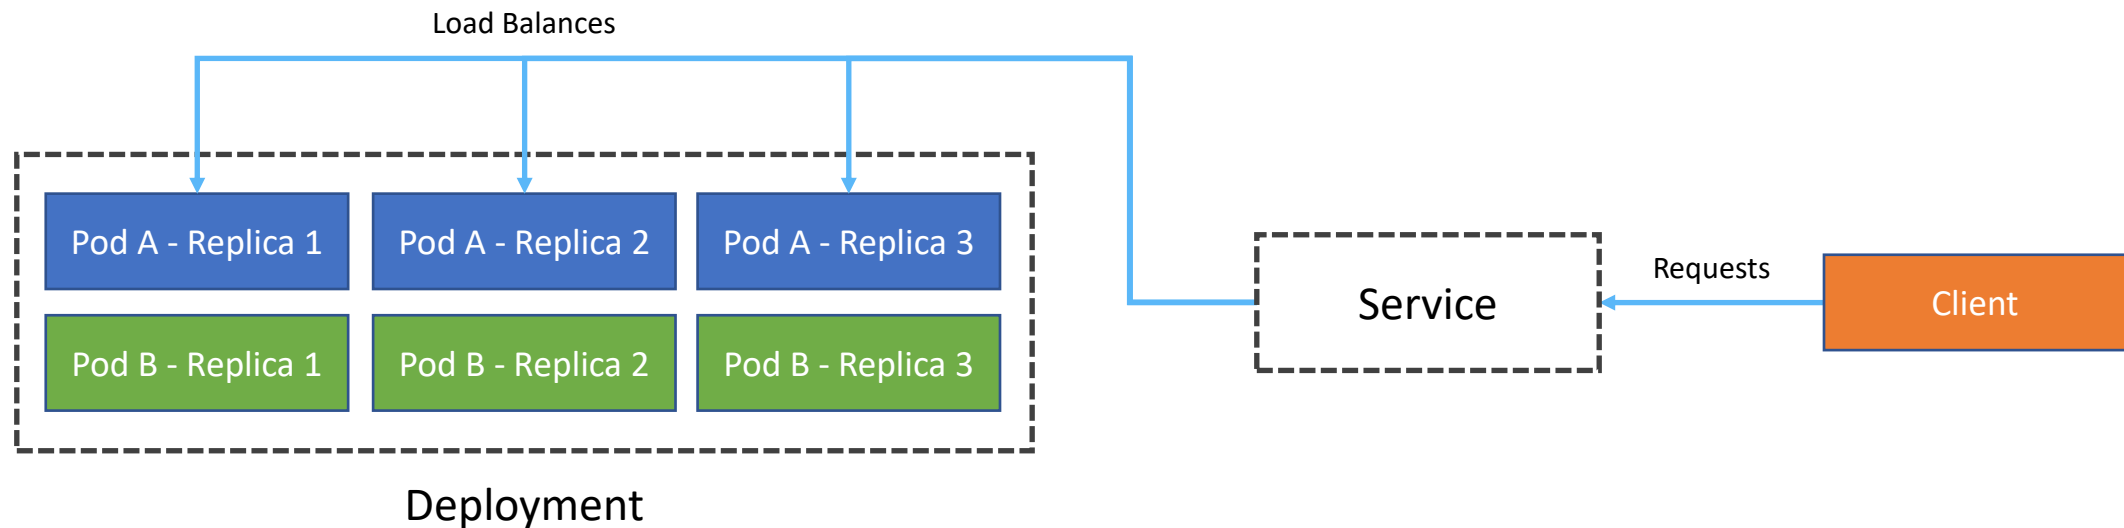 Load Balances
Pod A - Replica 1
Pod A - Replica 2
Pod A - Replica 3
Pod B - Replica 1
Pod B - Replica 2
Pod B - Replica 3
Deployment
Service
Requests
Client